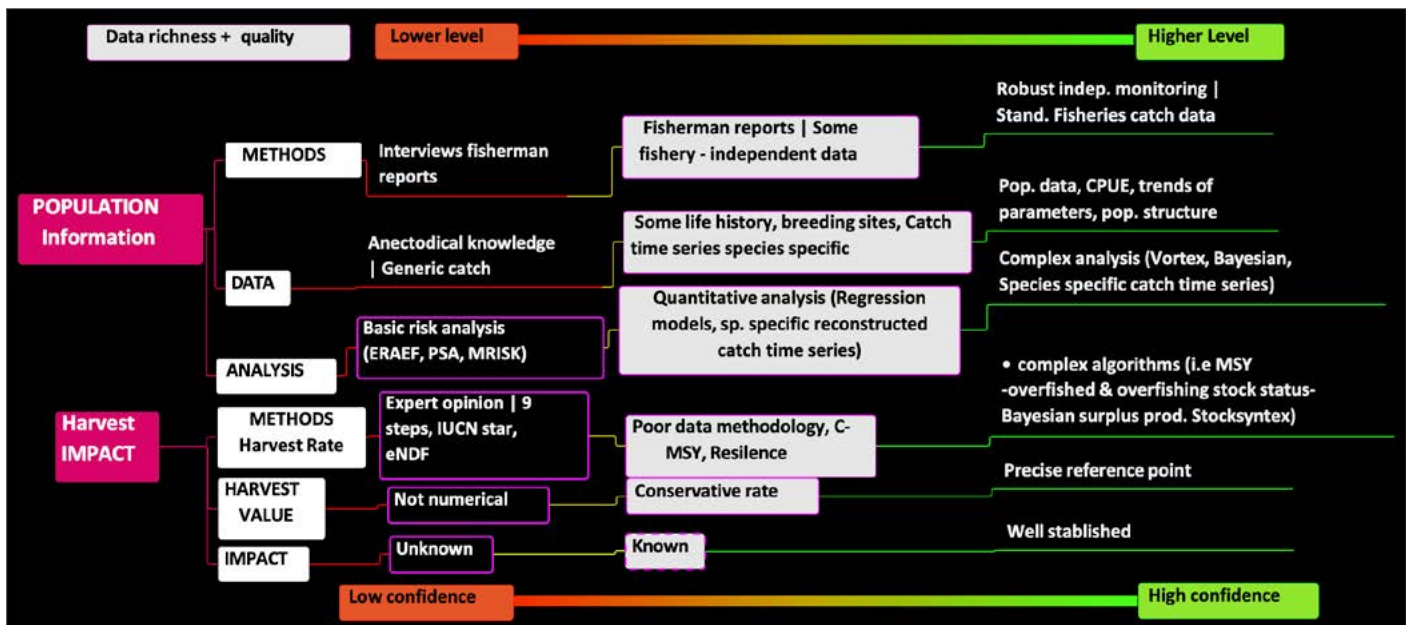 Data richness + quality
Lower level
Higher Level
Robust indep. monitoring |
Stand. Fisheries catch data
METHODS
Interviews fisherman
reports
Fisherman reports | Some
fishery - independent data
POPULATION
Information
Pop. data, CPUE, trends of
parameters, pop. structure
DATA
Anectodical knowledge
| Generic catch
Some life history, breeding sites, Catch
time series species specific
Complex analysis (Vortex, Bayesian,
Species specific catch time series)
ANALYSIS
Basic risk analysis
(ERAEF, PSA, MRISK)
Quantitative analysis (Regression
models, sp. specific reconstructed
catch time series)
• complex algorithms (i.e MSY
-overfished & overfishing stock status-
Bayesian surplus prod. Stocksyntex)
Harvest
IMPACT
METHODS
Harvest Rate
Expert opinion | 9
steps, IUCN star,
eNDF
Poor data methodology, C-
MSY, Resilence
HARVEST
VALUE
Not numerical
Conservative rate
Precise reference point
IMPACT
Unknown
Known
Well stablished
Low confidence
High confidence